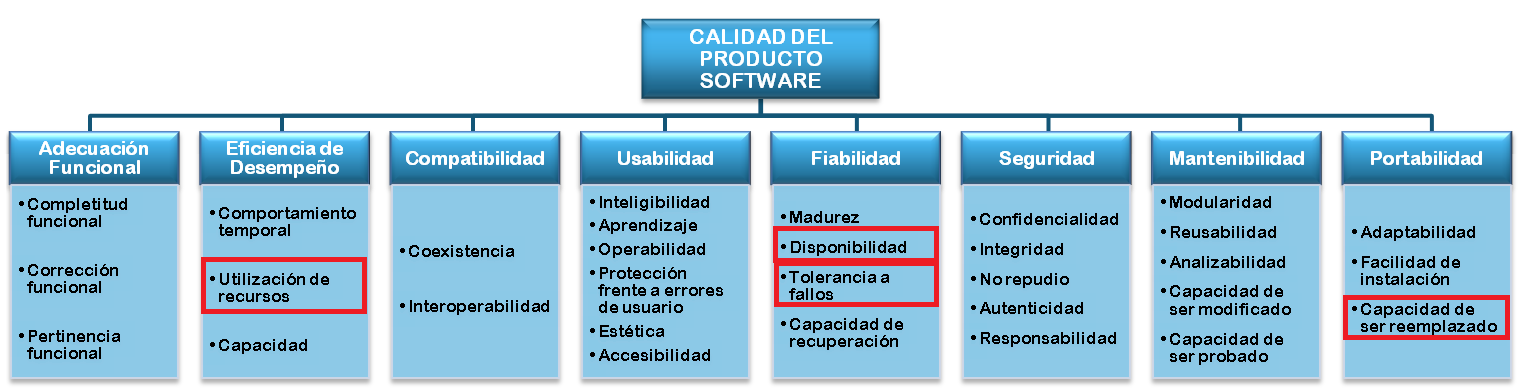 CALIDAD DEL
PRODUCTO
SOFTWARE
Adecuación
Funcional
•Completitud
funcional
•Corrección
funcional
•Pertinencia
funcional
Eficiencia de
Desempeño
•Comportamiento
temporal
•Utilización de
recursos
•Capacidad
Compatibilidad
•Coexistencia
•Interoperabilidad
Usabilidad
•Inteligibilidad
•Aprendizaje
•Operabilidad
•Protección
frente a errores
de usuario
•Estética
•Accesibilidad
Fiabilidad
•Madurez
•Disponibilidad
•Tolerancia a
fallos
•Capacidad de
recuperación
Seguridad
•Confidencialidad
•Integridad
•No repudio
•Autenticidad
•Responsabilidad
Mantenibilidad
•Modularidad
•Reusabilidad
•Analizabilidad
•Capacidad de
ser modificado
•Capacidad de
ser probado
Portabilidad
•Adaptabilidad
•Facilidad de
instalación
•Capacidad de
ser reemplazado